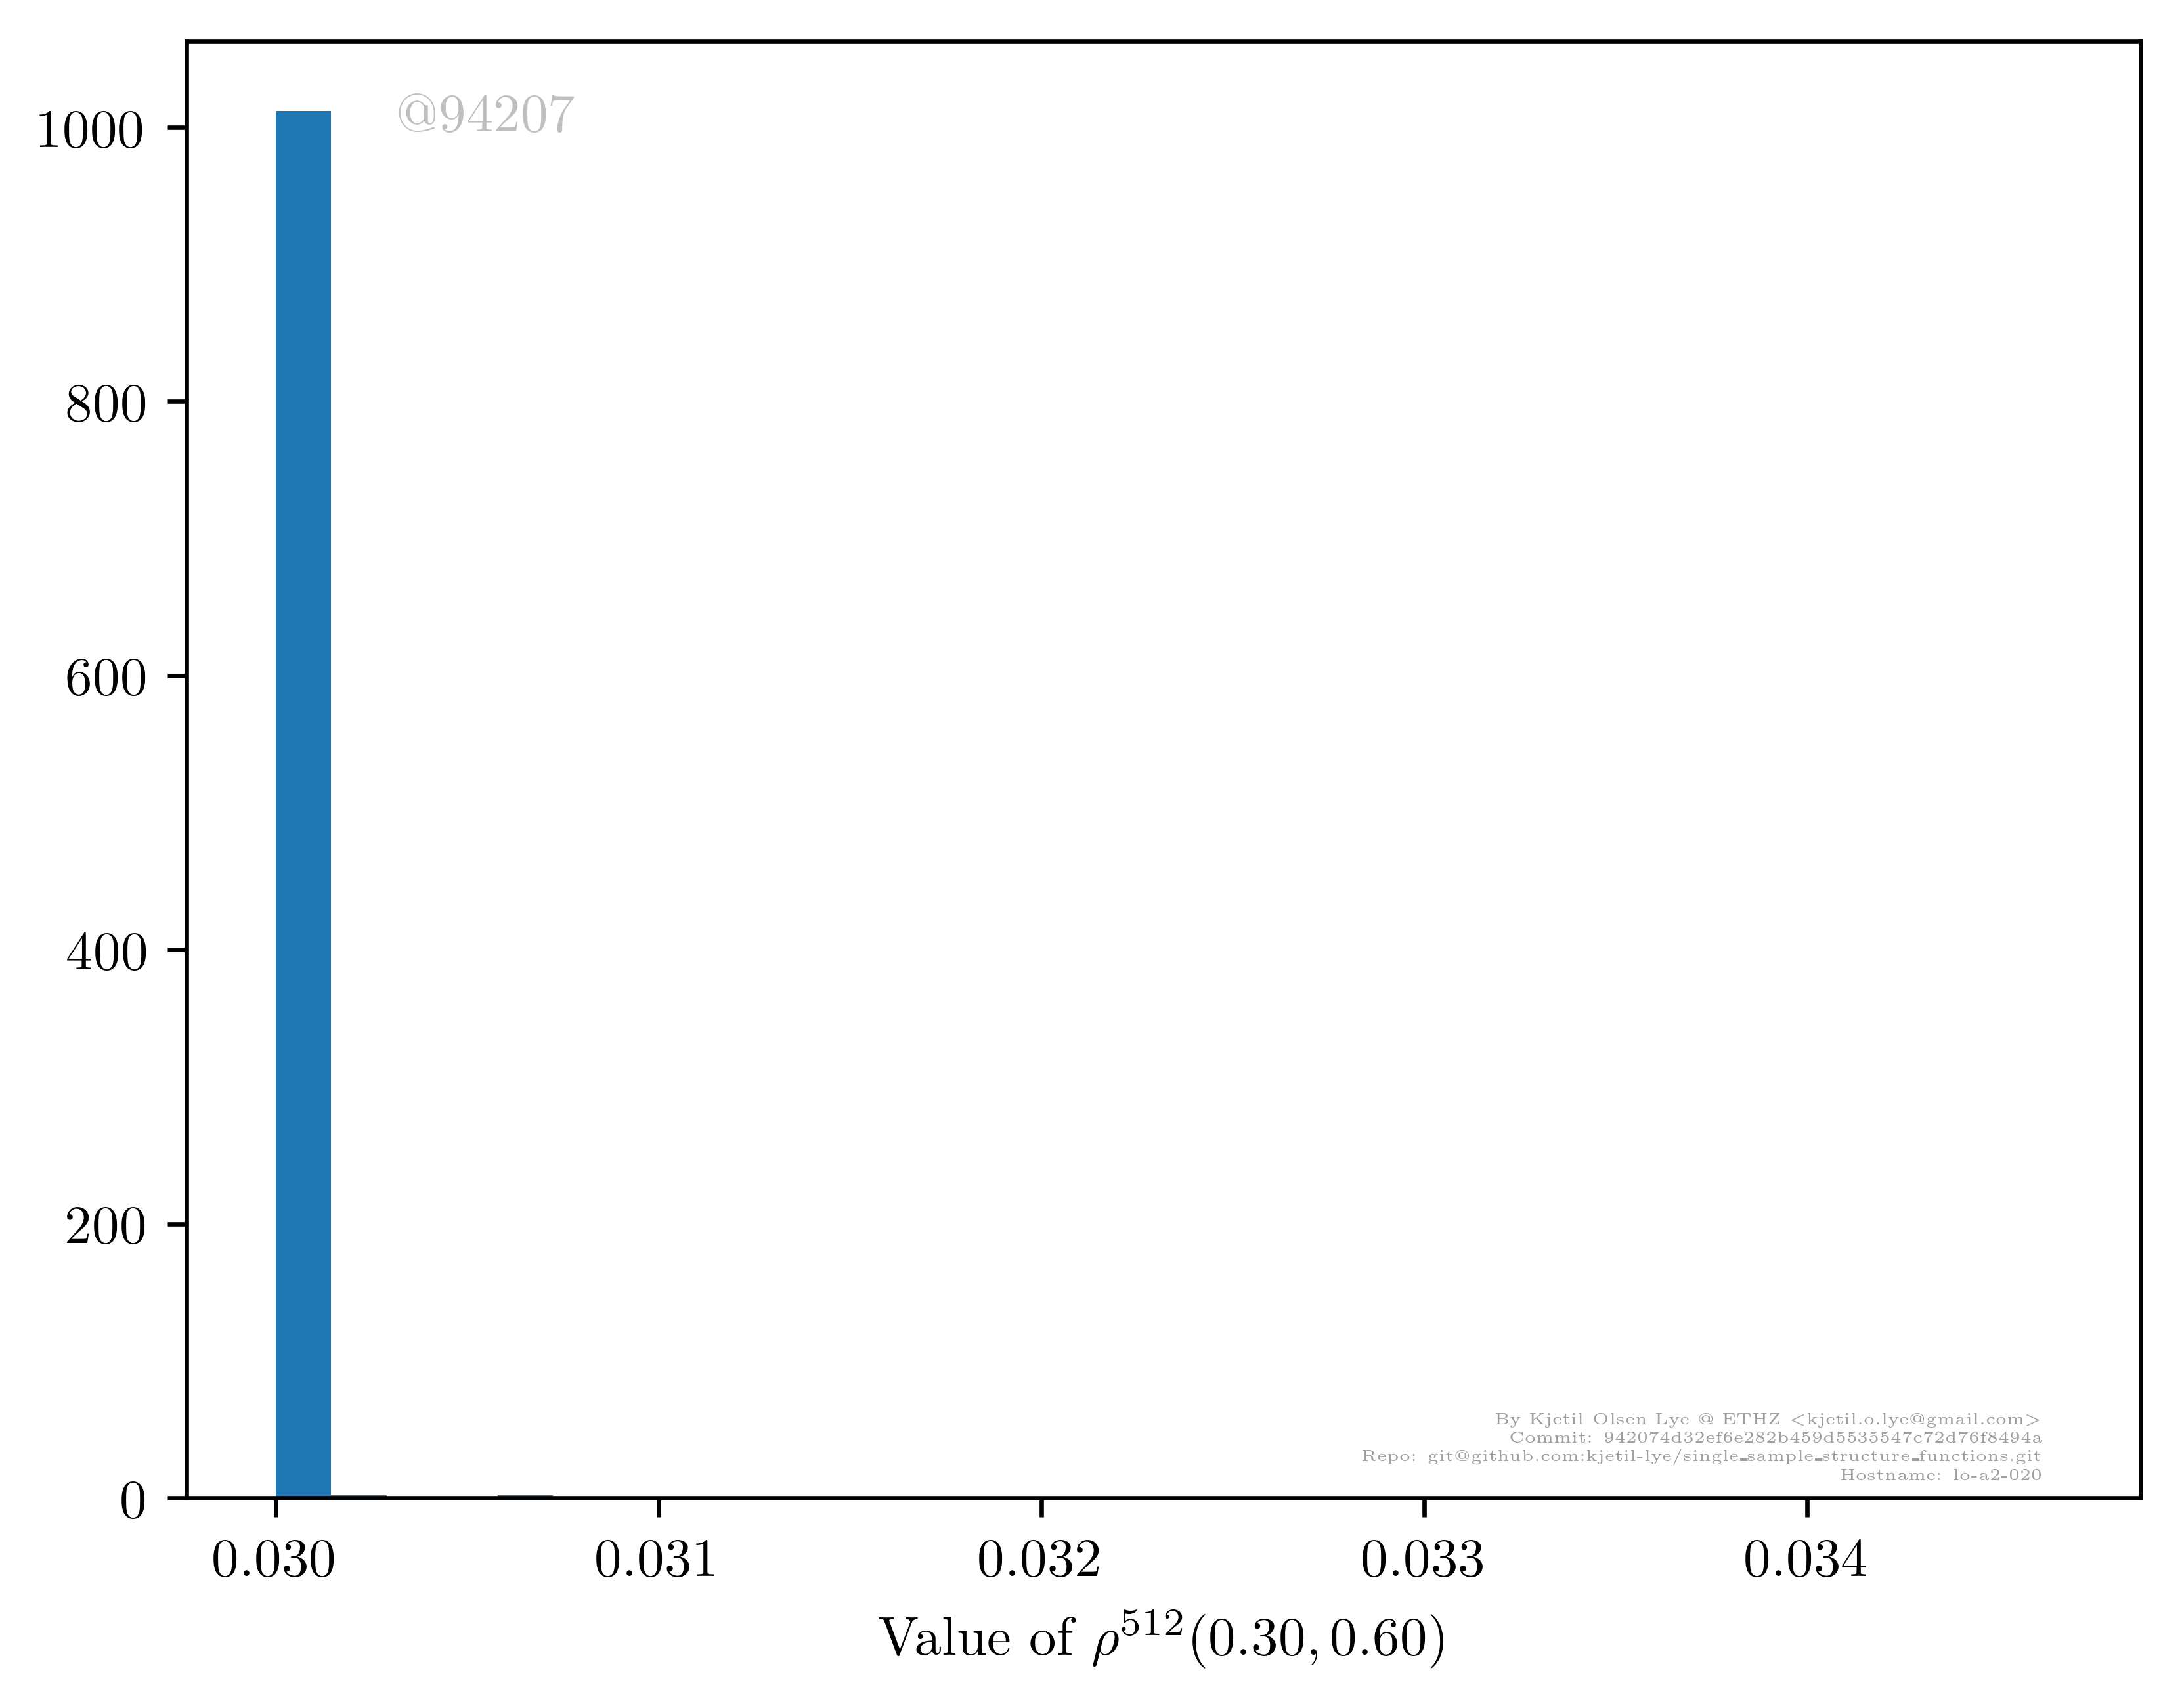 1000
@94207
800
600
400
200
0
By Kjetil Olsen Lye @ ETHZ <kjetil.o.lye@gmail.com>
Commit: 942074d32ef6e282b459d5535547c72d76f8494a
Repo: git@github.com:kjetil-lye/single_sample_structure_functions.git
Hostname: lo-a2-020
0.030 0.031 0.032 0.033 0.034
Value of ρ^512(0.30, 0.60)